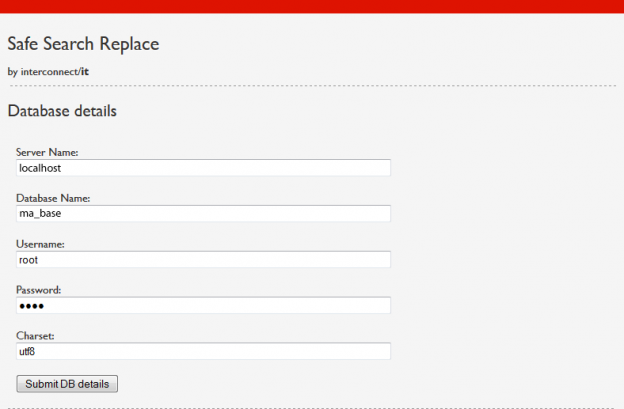 Safe Search Replace
by interconnect/it
Database details
Server Name:
localhost
Database Name:
ma_base
Username:
root
Password:
●●●●
Charset:
utf8
Submit DB details